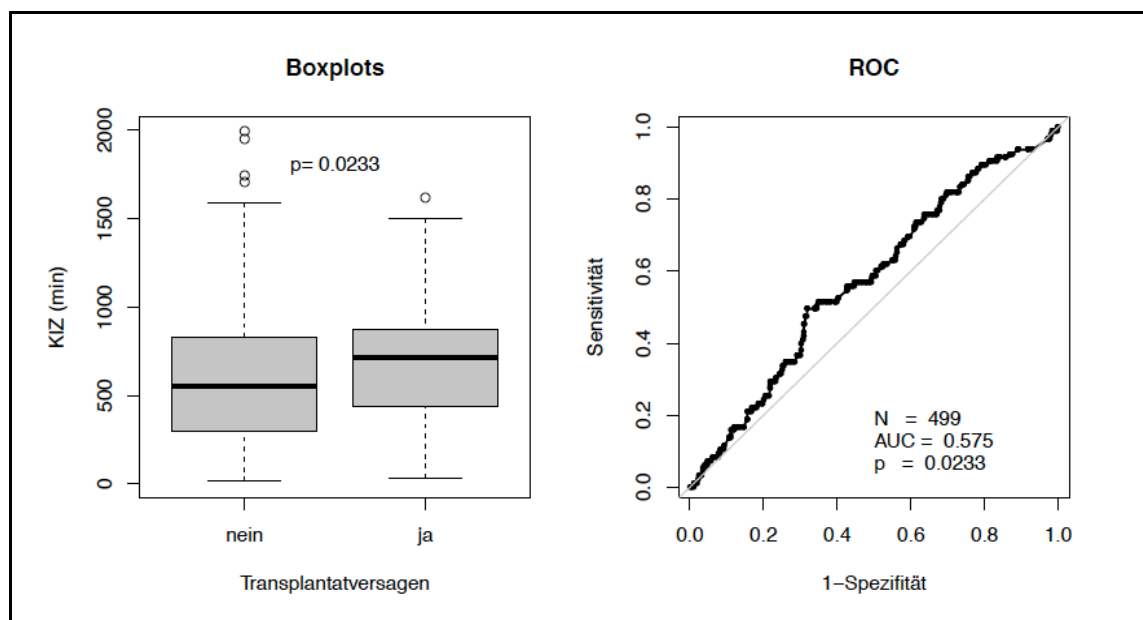 Boxplots
2000
1500
1000
500
0
KIZ (min)
p= 0.0233
nein
ja
Transplantatversagen
ROC
1.0
0.8
0.6
0.4
0.2
0.0
Sensitivität
N = 499
AUC = 0.575
p = 0.0233
0.0 0.2 0.4 0.6 0.8 1.0
1−Spezifität